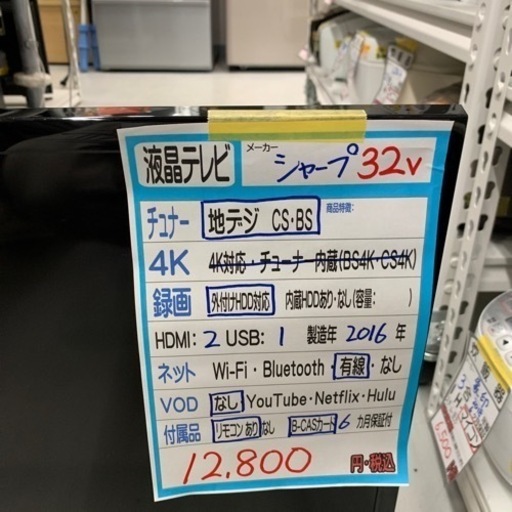 液晶テレビ メーカー シャープ 32v
チュナー 地デジ CS・BS 商品特徴:
4K 4K対応・チューナー内蔵(BS4K・CS4K)
録画 外付けHDD対応 内蔵HDDあり・なし(容量: )
HDMI: 2 USB: 1 製造年 2016 年
ネット Wi-Fi・Bluetooth・有線・なし
VOD なし YouTube・Netflix・Hulu
付属品 リモコンあり なし B-CASカード 6 カ月保証付
12,800 円・税込